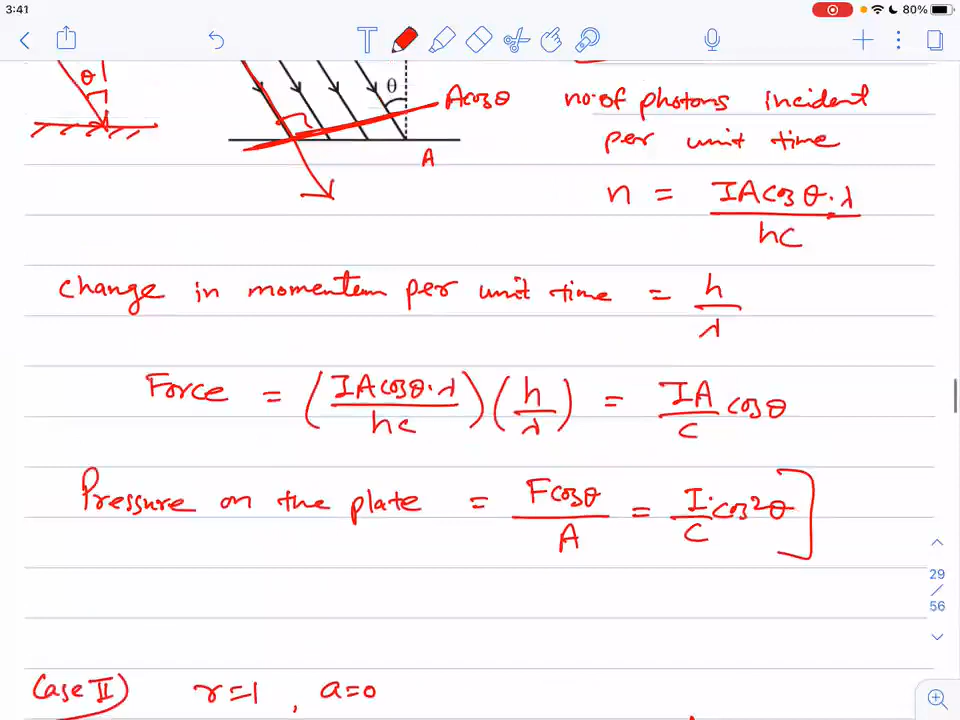 3:41
80%
T
θ
θ
Acosθ
A
no. of photons incident
per unit time
n = IAcosθ.λ / hc
change in momentum per unit time = h / λ
Force = (IAcosθ.λ / hc) (h / λ) = IA / c cosθ
Pressure on the plate = Fcosθ / A = I / c cos²θ ]
29
/
56
Case II) r=1 , a=0